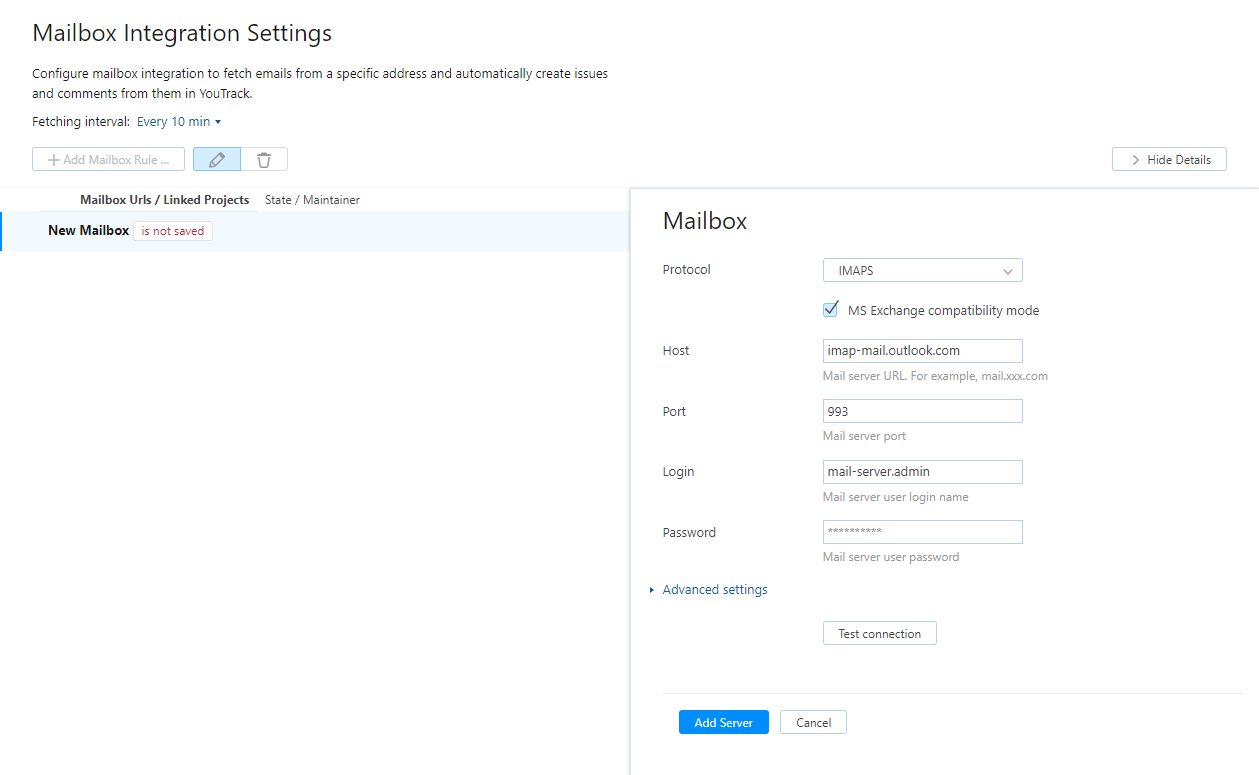 Mailbox Integration Settings
Configure mailbox integration to fetch emails from a specific address and automatically create issues
and comments from them in YouTrack.
Fetching interval: Every 10 min
Add Mailbox Rule ...
Hide Details
Mailbox Urls / Linked Projects State / Maintainer
New Mailbox is not saved
Mailbox
Protocol IMAPS
MS Exchange compatibility mode
Host imap-mail.outlook.com
Mail server URL. For example, mail.xxx.com
Port 993
Mail server port
Login mail-server.admin
Mail server user login name
Password **********
Mail server user password
Advanced settings
Test connection
Add Server Cancel